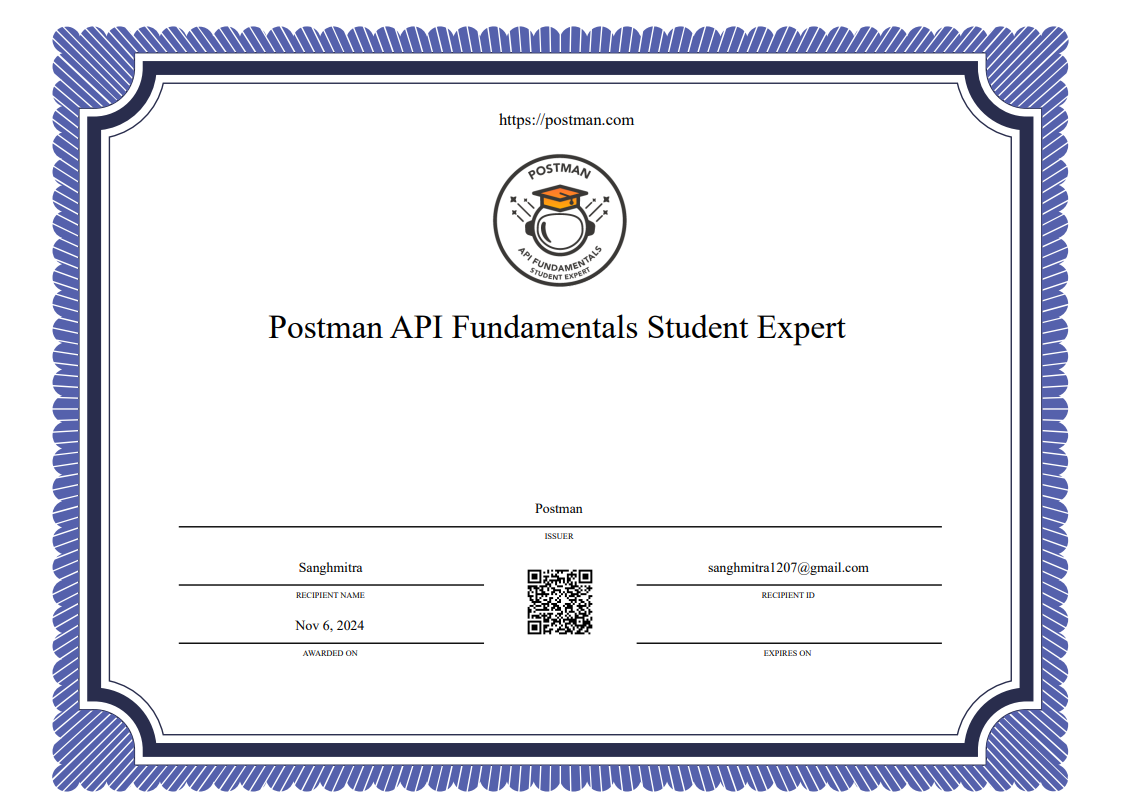 https://postman.com
POSTMAN
API FUNDAMENTALS
STUDENT EXPERT
Postman API Fundamentals Student Expert
Postman
ISSUER
Sanghmitra
RECIPIENT NAME
sanghmitra1207@gmail.com
RECIPIENT ID
Nov 6, 2024
AWARDED ON
EXPIRES ON